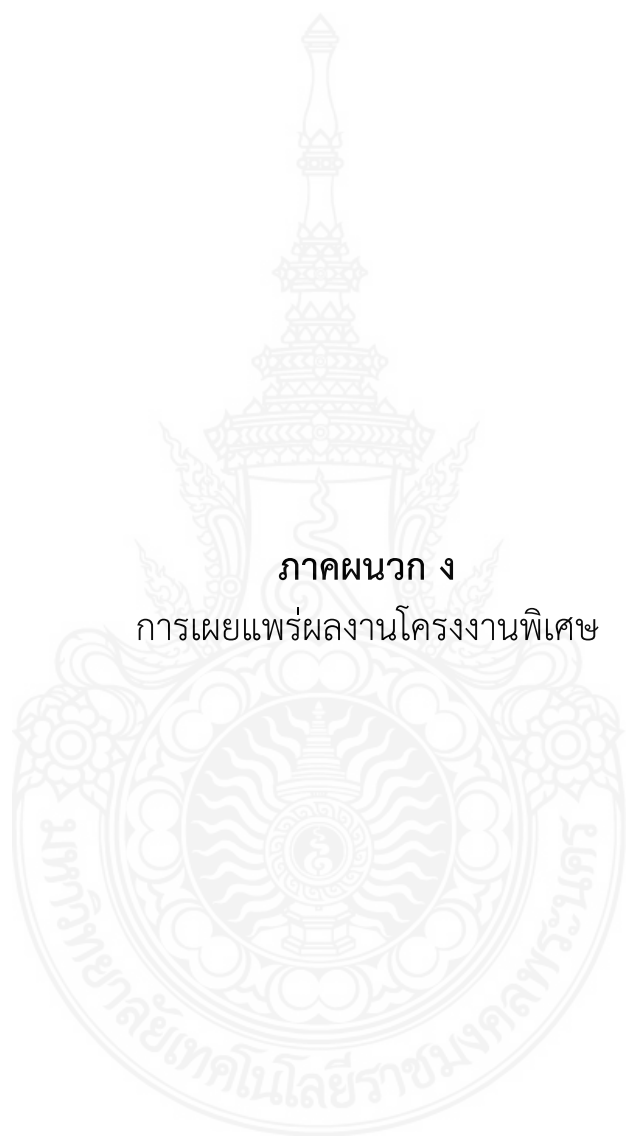 ภาคผนวก ง
การเผยแพร่ผลงานโครงงานพิเศษ
มหาวิทยาลัยเทคโนโลยีราชมงคลพระนคร